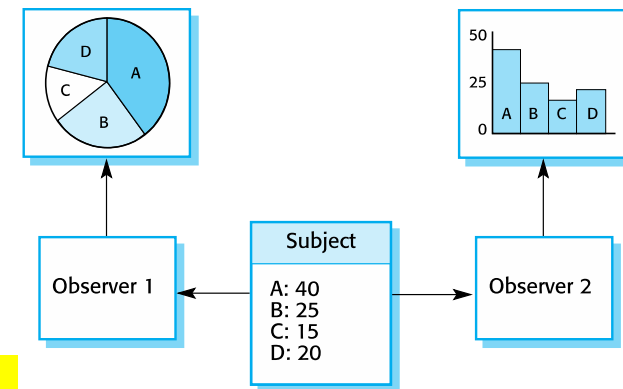 D
A
C
B
50
25
0
A B C D
Observer 1
Subject
A: 40
B: 25
C: 15
D: 20
Observer 2